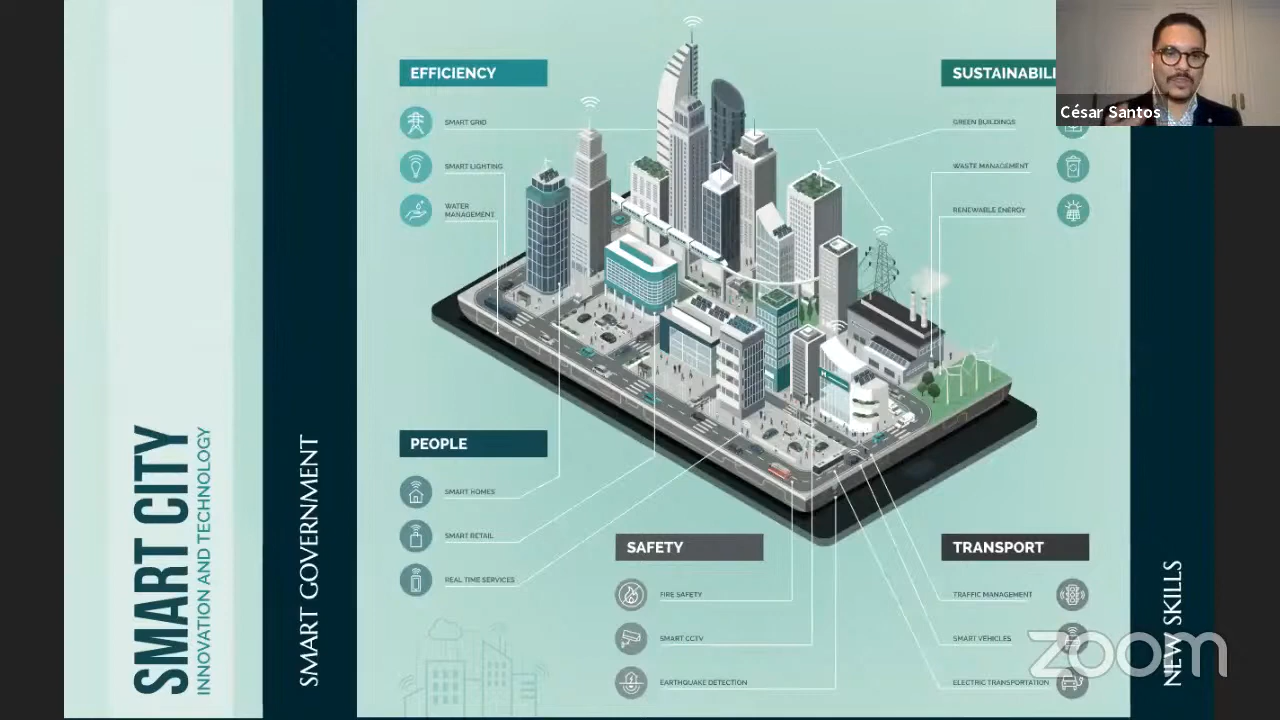 SMART CITY
INNOVATION AND TECHNOLOGY
SMART GOVERNMENT
EFFICIENCY
SMART GRID
SMART LIGHTING
WATER
MANAGEMENT
SUSTAINABILI
GREEN BUILDINGS
WASTE MANAGEMENT
RENEWABLE ENERGY
César Santos
PEOPLE
SMART HOMES
SMART RETAIL
REAL TIME SERVICES
SAFETY
FIRE SAFETY
SMART CCTV
EARTHQUAKE DETECTION
TRANSPORT
TRAFFIC MANAGEMENT
SMART VEHICLES
ELECTRIC TRANSPORTATION
NEW SKILLS
zoom